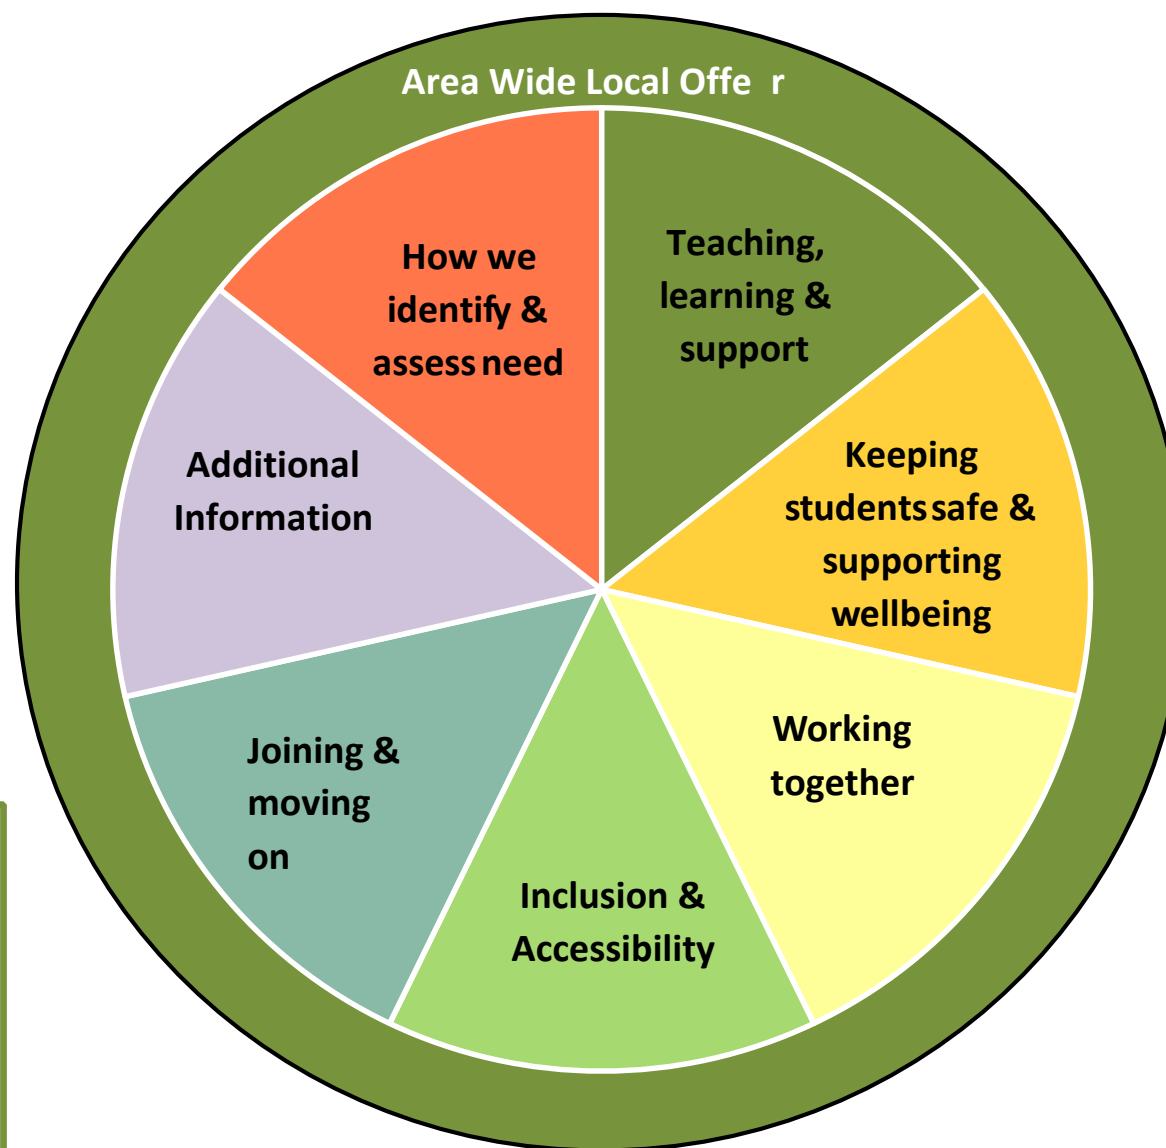 Area Wide Local Offe r
How we
identify &
assess need
Teaching,
learning &
support
Keeping
students safe &
supporting
wellbeing
Working
together
Inclusion &
Accessibility
Joining &
moving
on
Additional
Information